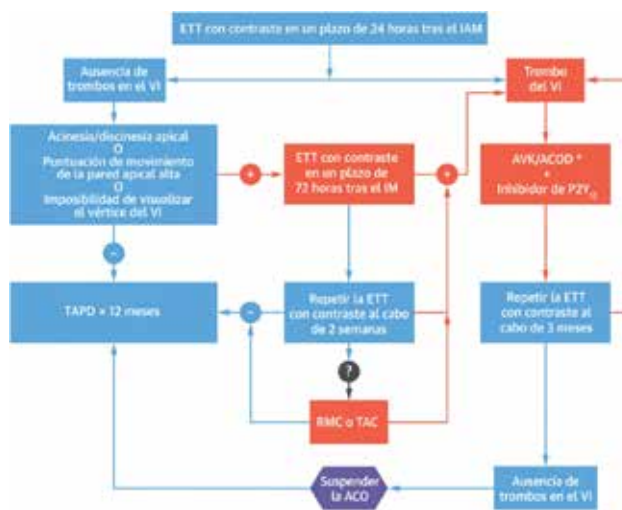 ETT con contraste en un plazo de 24 horas tras el IAM
Ausencia de
trombos en el VI
Trombo
del VI
Acinesia/discinesia apical
O
Puntuación de movimiento
de la pared apical alta
O
Imposibilidad de visualizar
el vértice del VI
+
ETT con contraste
en un plazo de
72 horas tras el IM
+
AVK/ACOD *
+
Inhibidor de P2Y12
-
TAPD × 12 meses
-
Repetir la ETT
con contraste al cabo
de 2 semanas
Repetir la ETT
con contraste al
cabo de 3 meses
?
RMC o TAC
Suspender
la ACO
Ausencia de
trombos en el VI